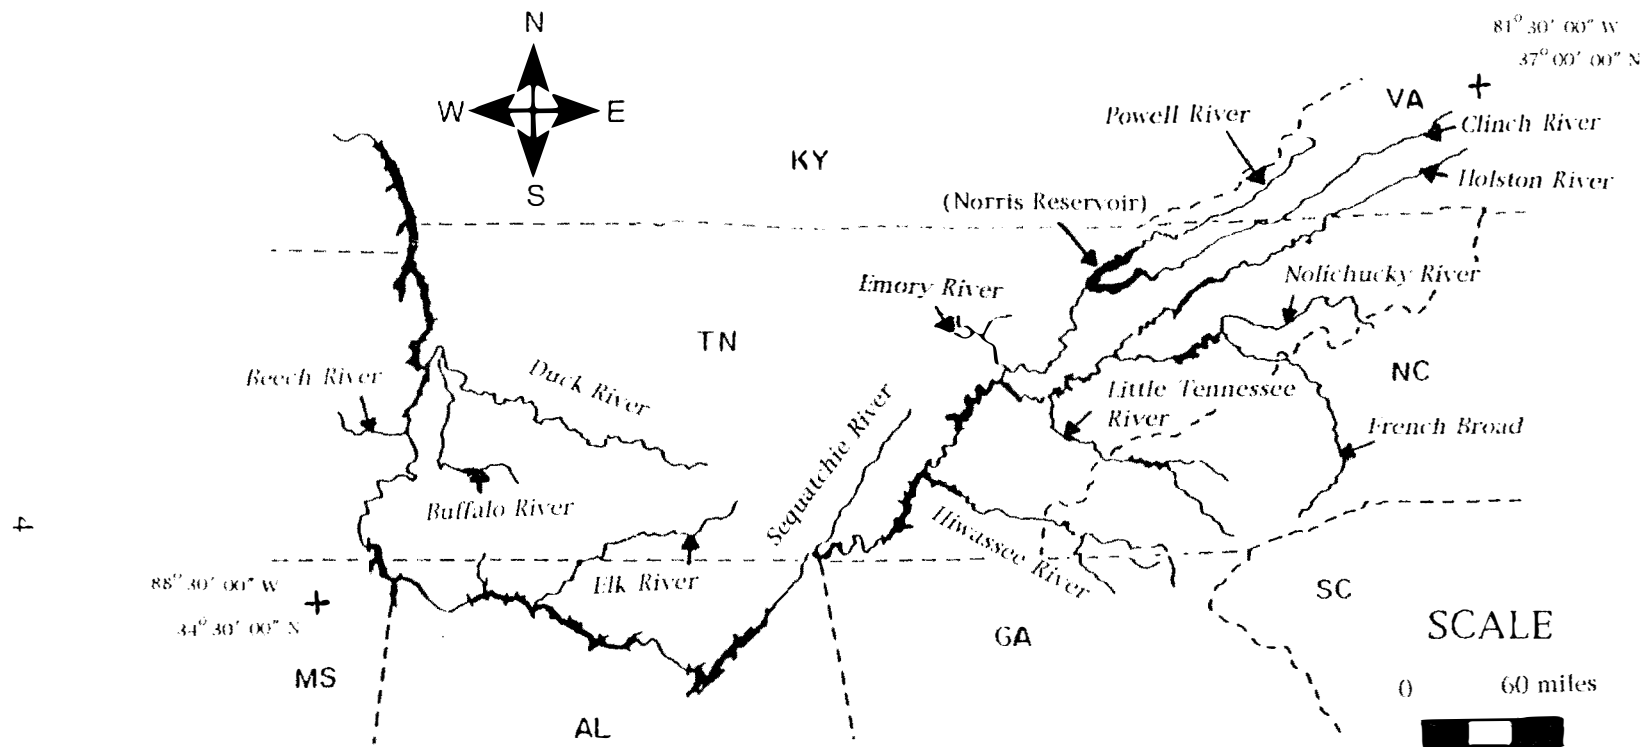 N
81° 30' 00" W
37° 00' 00" N
W
E
VA
Powell River
Clinch River
KY
S
Holston River
(Norris Reservoir)
Nolichucky River
Emory River
TN
Beech River
Duck River
NC
Little Tennessee
River
Sequatchie River
French Broad
Buffalo River
4
Hiwassee River
88° 30' 00" W
Elk River
SC
34° 30' 00" N
SCALE
GA
MS
0 60 miles
AL